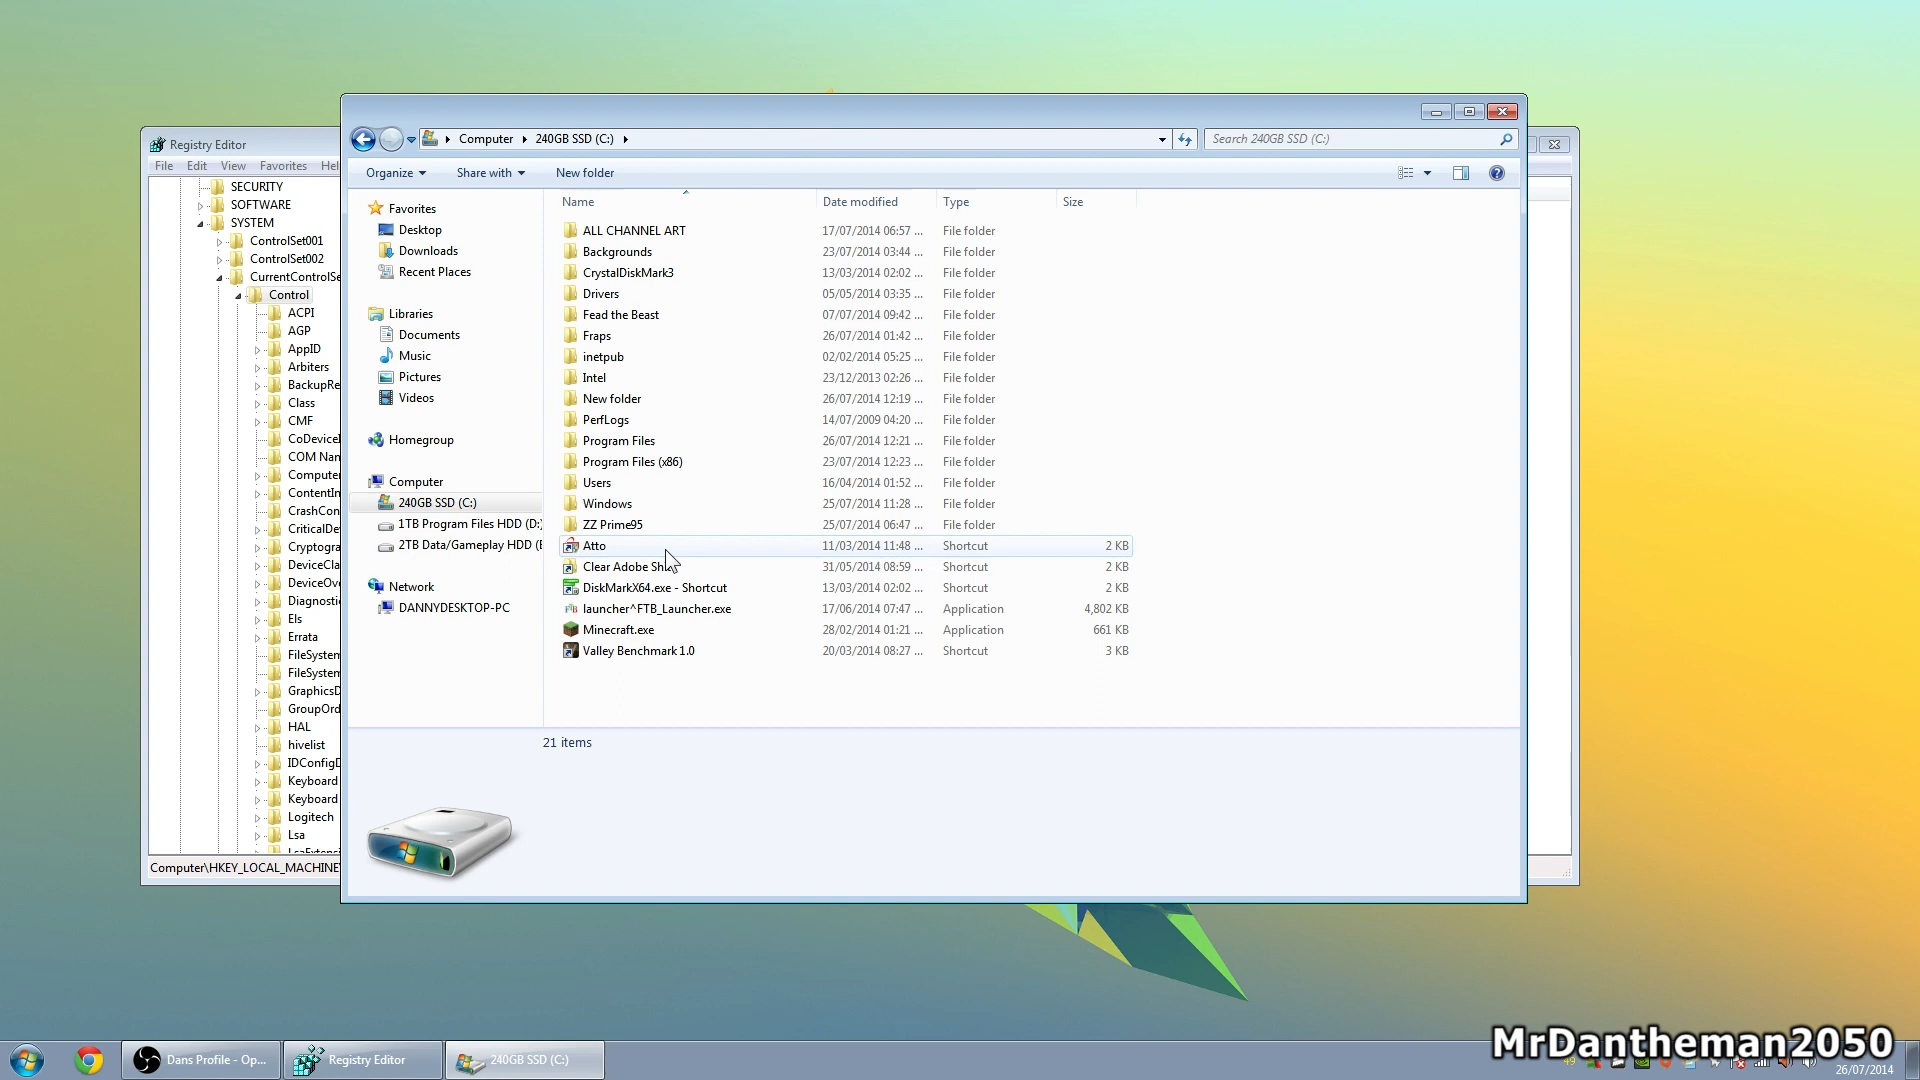 Registry Editor
File Edit View Favorites Hel
SECURITY
SOFTWARE
SYSTEM
ControlSet001
ControlSet002
CurrentControlSe
Control
ACPI
AGP
AppID
Arbiters
BackupRe
Class
CMF
CoDeviceI
COM Nam
Compute
ContentIn
CrashCon
CriticalDe
Cryptogra
DeviceCla
DeviceOv
Diagnosti
Els
Errata
FileSystem
FileSystem
GraphicsD
GroupOrd
HAL
hivelist
IDConfigD
Keyboard
Keyboard
Logitech
Lsa
LsaExtensi
Computer\HKEY_LOCAL_MACHINE\
Computer 240GB SSD (C:)
Search 240GB SSD (C:)
Organize Share with New folder
Favorites
Desktop
Downloads
Recent Places
Libraries
Documents
Music
Pictures
Videos
Homegroup
Computer
240GB SSD (C:)
1TB Program Files HDD (D:)
2TB Data/Gameplay HDD (E
Network
DANNYDESKTOP-PC
Name Date modified Type Size
ALL CHANNEL ART 17/07/2014 06:57 ... File folder
Backgrounds 23/07/2014 03:44 ... File folder
CrystalDiskMark3 13/03/2014 02:02 ... File folder
Drivers 05/05/2014 03:35 ... File folder
Fead the Beast 07/07/2014 09:42 ... File folder
Fraps 26/07/2014 01:42 ... File folder
inetpub 02/02/2014 05:25 ... File folder
Intel 23/12/2013 02:26 ... File folder
New folder 26/07/2014 12:19 ... File folder
PerfLogs 14/07/2009 04:20 ... File folder
Program Files 26/07/2014 12:21 ... File folder
Program Files (x86) 23/07/2014 12:23 ... File folder
Users 16/04/2014 01:52 ... File folder
Windows 25/07/2014 11:28 ... File folder
ZZ Prime95 25/07/2014 06:47 ... File folder
Atto 11/03/2014 11:48 ... Shortcut 2 KB
Clear Adobe 31/05/2014 08:59 ... Shortcut 2 KB
DiskMarkX64.exe - Shortcut 13/03/2014 02:02 ... Shortcut 2 KB
launcher^FTB_Launcher.exe 17/06/2014 07:47 ... Application 4,802 KB
Minecraft.exe 28/02/2014 01:21 ... Application 661 KB
Valley Benchmark 1.0 20/03/2014 08:27 ... Shortcut 3 KB
21 items
MrDantheman2050
Dans Profile - Op...
Registry Editor
240GB SSD (C:)
26/07/2014